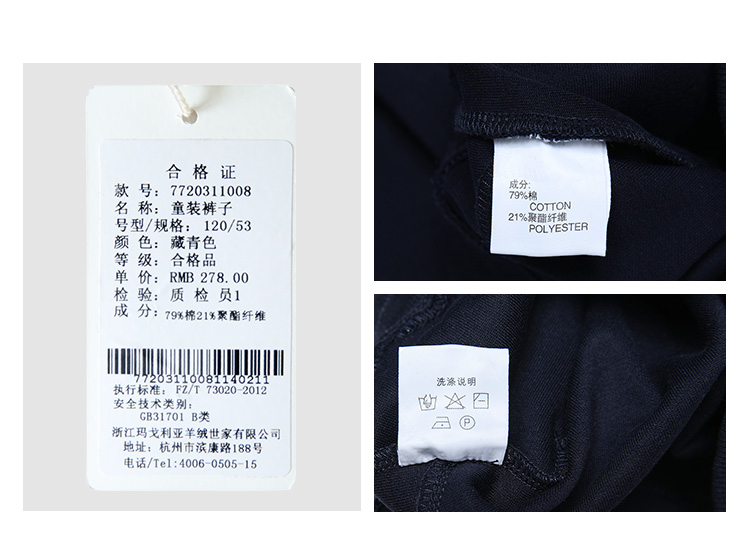 合格证
款 号: 7720311008
名 称: 童装裤子
号型/规格: 120/53
颜 色: 藏青色
等 级: 合格品
单 价: RMB 278.00
检 验: 质 检 员1
成 分: 79%棉21%聚酯纤维
77203110081140211
执行标准: FZ/T 73020-2012
安全技术类别:
GB31701 B类
浙江玛戈利亚羊绒世家有限公司
地址: 杭州市滨康路188号
电话/Tel:4006-0505-15
成分:
79%棉
COTTON
21%聚酯纤维
POLYESTER
洗涤说明
P